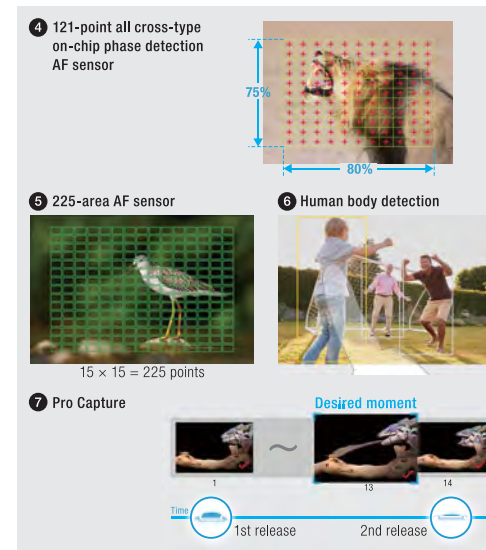 4 121-point all cross-type
on-chip phase detection
AF sensor
75%
80%
5 225-area AF sensor
6 Human body detection
15 × 15 = 225 points
7 Pro Capture
Desired moment
1
13
14
Time
1st release
2nd release